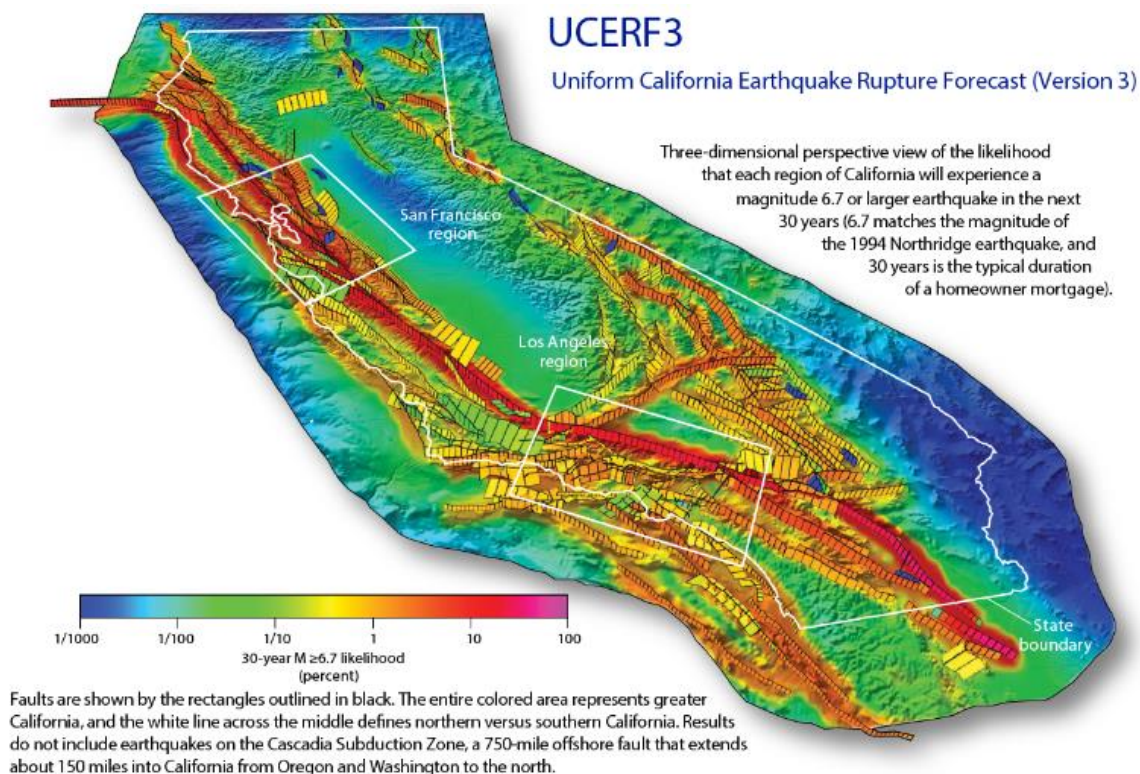 UCERF3
Uniform California Earthquake Rupture Forecast (Version 3)
Three-dimensional perspective view of the likelihood
that each region of California will experience a
magnitude 6.7 or larger earthquake in the next
30 years (6.7 matches the magnitude of
the 1994 Northridge earthquake, and
30 years is the typical duration
of a homeowner mortgage).
San Francisco
region
Los Angeles
region
State
boundary
1/1000 1/100 1/10 1 10 100
30-year M ≥6.7 likelihood
(percent)
Faults are shown by the rectangles outlined in black. The entire colored area represents greater
California, and the white line across the middle defines northern versus southern California. Results
do not include earthquakes on the Cascadia Subduction Zone, a 750-mile offshore fault that extends
about 150 miles into California from Oregon and Washington to the north.